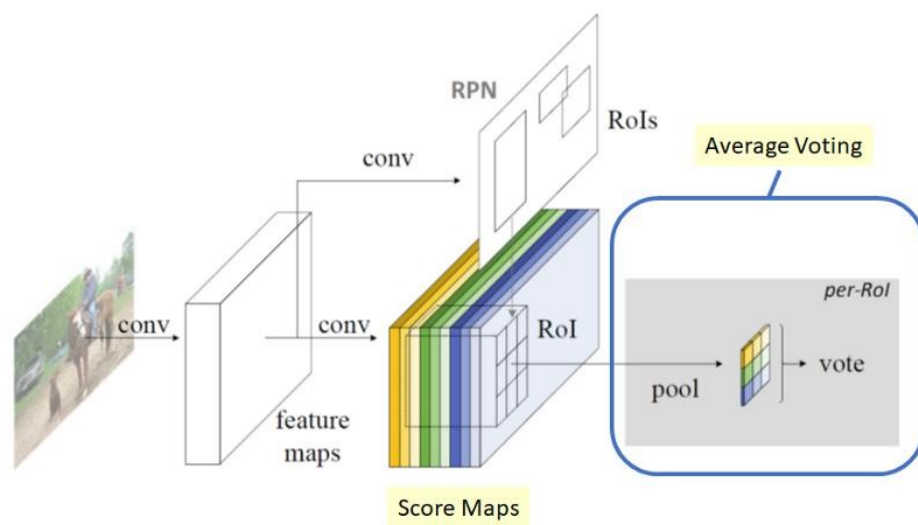 RPN
RoIs
Average Voting
conv
per-RoI
conv
conv
RoI
pool
vote
feature
maps
Score Maps